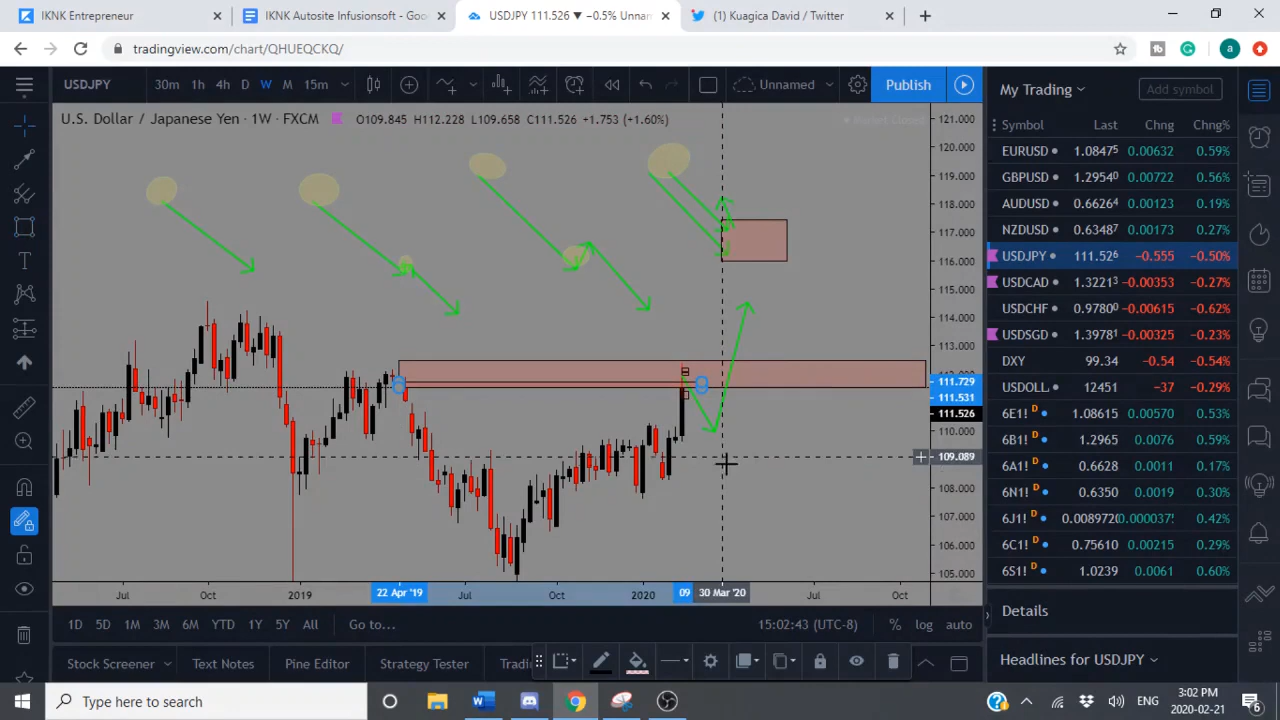 IKNK Entrepreneur
IKNK Autosite Infusionsoft - Goo
USDJPY 111.526 ▼ −0.5% Unnam
(1) Kuagica David / Twitter
tradingview.com/chart/QHUEQCKQ/
a
USDJPY 30m 1h 4h D W M 15m Unnamed Publish
My Trading Add symbol
U.S. Dollar / Japanese Yen · 1W · FXCM O109.845 H112.228 L109.658 C111.526 +1.753 (+1.60%)
Market Closed
Symbol Last Chng Chng%
EURUSD 1.08475 0.00632 0.59%
GBPUSD 1.29540 0.00722 0.56%
AUDUSD 0.66264 0.00123 0.19%
NZDUSD 0.63487 0.00171 0.27%
USDJPY 111.526 −0.555 −0.50%
USDCAD 1.32213 −0.00353 −0.27%
USDCHF 0.97800 −0.00615 −0.62%
USDSGD 1.39781 −0.00325 −0.23%
DXY 99.34 −0.54 −0.54%
USDOLL. 12451 −37 −0.29%
6E1! D 1.08615 0.00570 0.53%
6B1! D 1.2965 0.0076 0.59%
6A1! D 0.6628 0.0011 0.17%
6N1! D 0.6350 0.0019 0.30%
6J1! D 0.0089720 0.000037 0.42%
6C1! D 0.75610 0.00215 0.29%
6S1! D 1.0239 0.0061 0.60%
121.000
120.000
119.000
118.000
117.000
116.000
115.000
114.000
113.000
111.729
111.531
111.526
110.000
109.089
108.000
107.000
106.000
105.000
Jul Oct 2019 22 Apr '19 Jul Oct 2020 09 30 Mar '20 Jul Oct
1D 5D 1M 3M 6M YTD 1Y 5Y All Go to... 15:02:43 (UTC-8) % log auto
Details
Stock Screener Text Notes Pine Editor Strategy Tester Tradi
Headlines for USDJPY
Type here to search
ENG
3:02 PM
2020-02-21
6